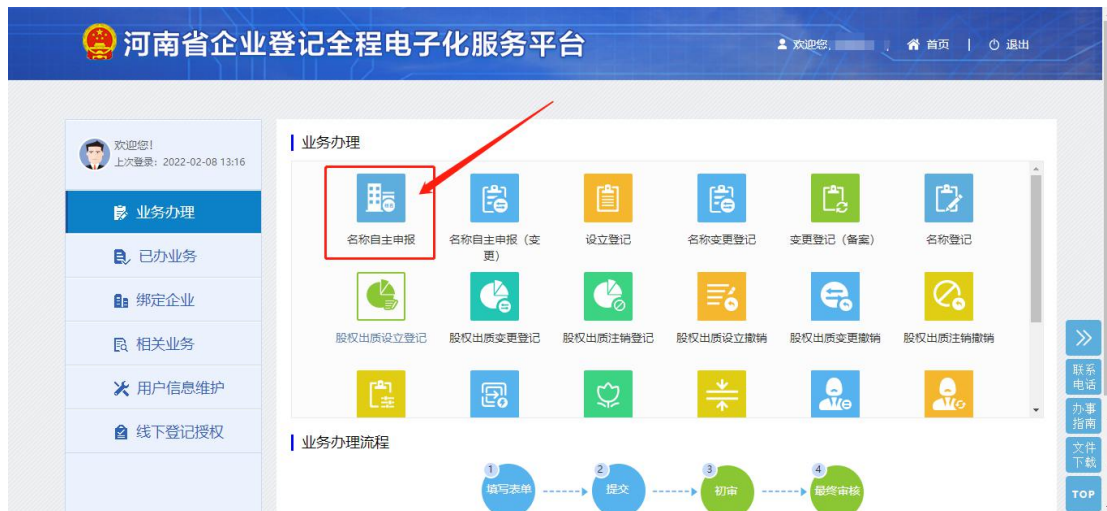 河南省企业登记全程电子化服务平台
欢迎您,
,
首页 | 退出
欢迎您!
上次登录：2022-02-08 13:16
业务办理
已办业务
绑定企业
相关业务
用户信息维护
线下登记授权
业务办理
名称自主申报
名称自主申报（变
更）
设立登记
名称变更登记
变更登记（备案）
名称登记
股权出质设立登记
股权出质变更登记
股权出质注销登记
股权出质设立撤销
股权出质变更撤销
股权出质注销撤销
业务办理流程
1
填写表单
2
提交
3
初审
4
最终审核
联系
电话
办事
指南
文件
下载
TOP